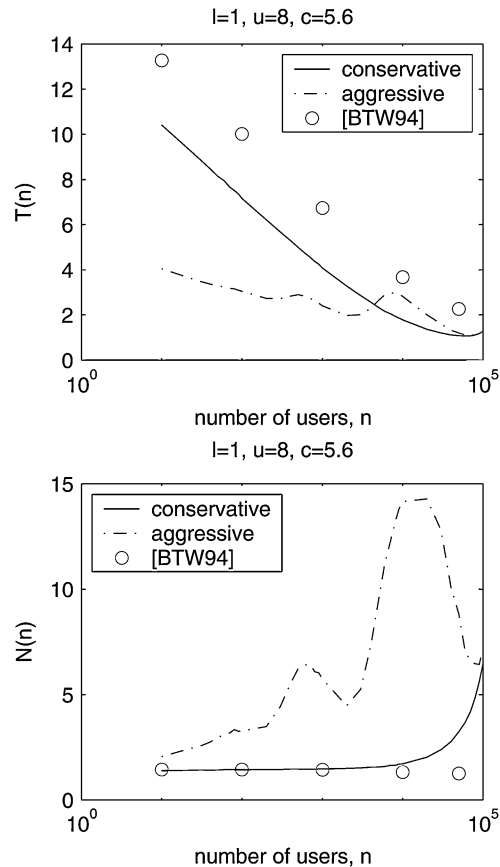 l=1, u=8, c=5.6
14
12
10
8
6
4
2
0
T(n)
conservative
aggressive
[BTW94]
10^0
10^5
number of users, n
l=1, u=8, c=5.6
15
10
5
0
N(n)
conservative
aggressive
[BTW94]
10^0
10^5
number of users, n